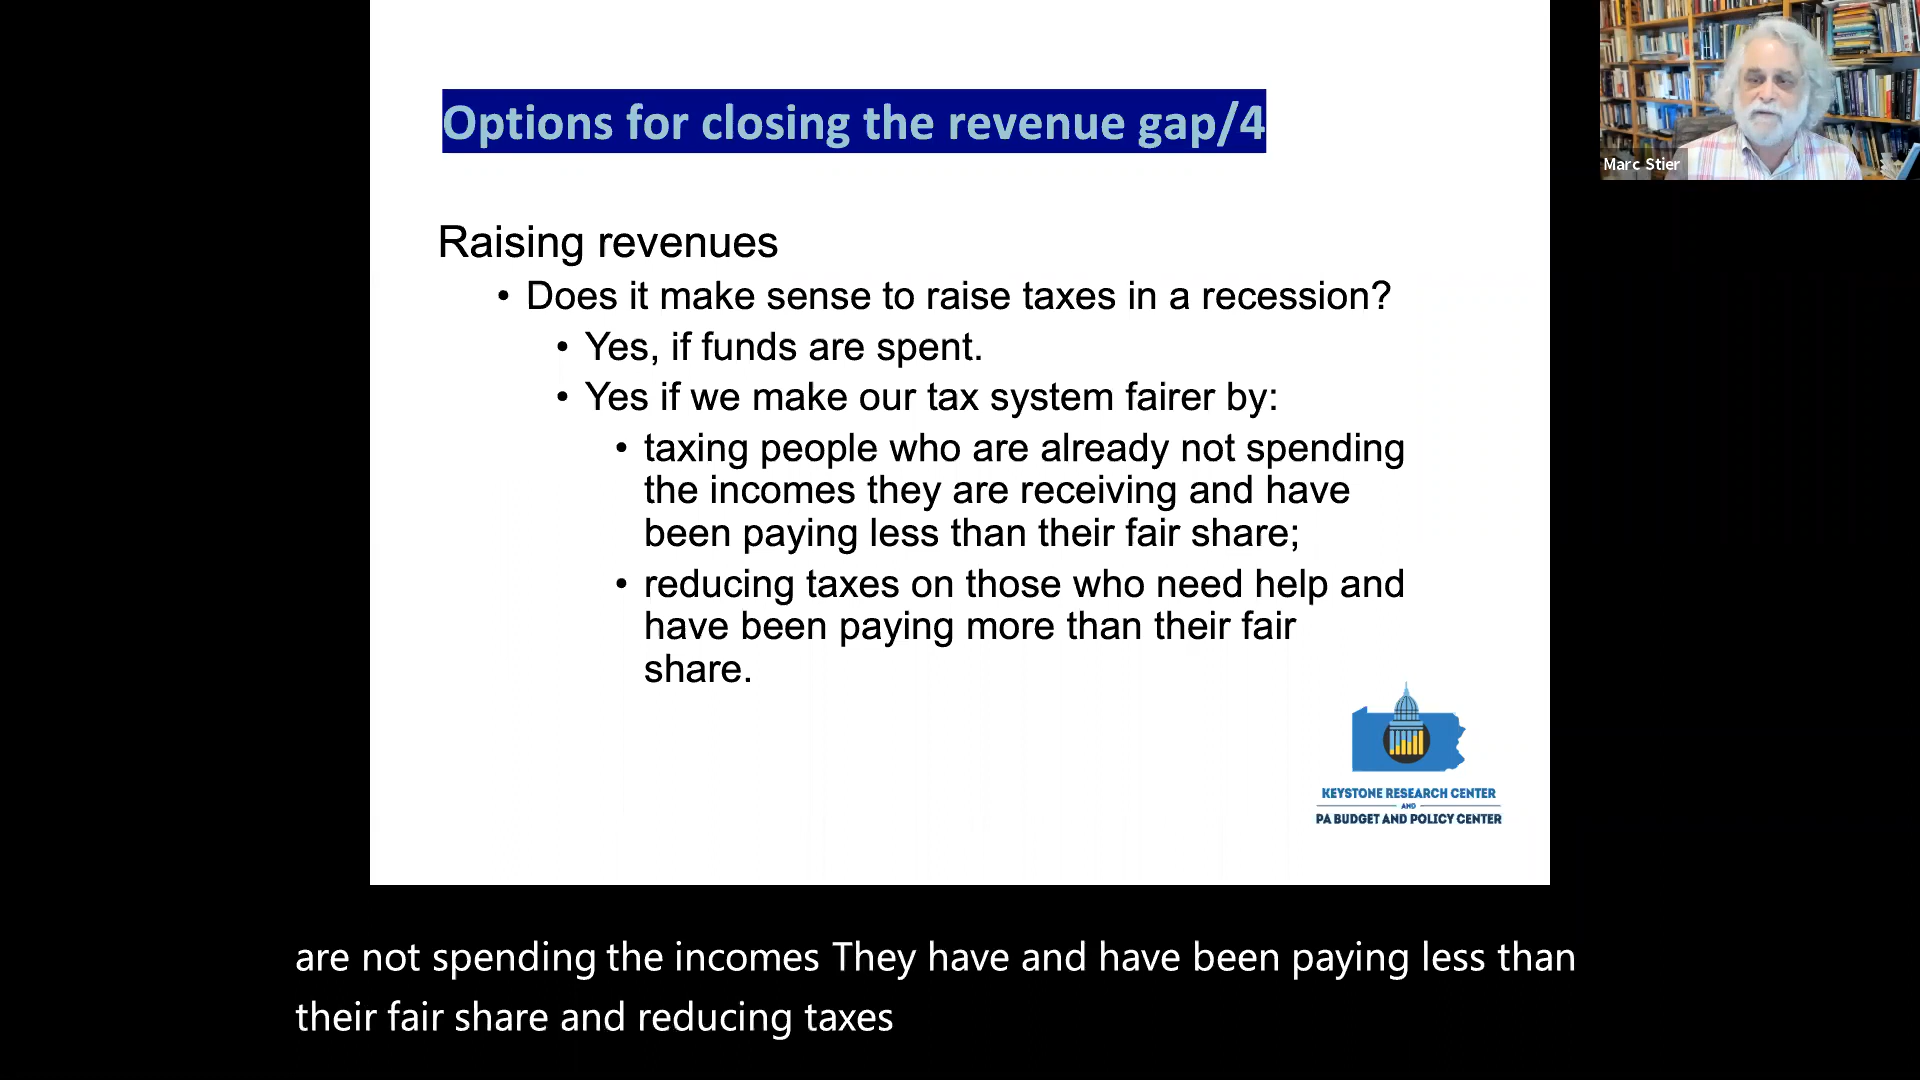 Options for closing the revenue gap/4
Marc Stier
Raising revenues
• Does it make sense to raise taxes in a recession?
• Yes, if funds are spent.
• Yes if we make our tax system fairer by:
• taxing people who are already not spending
the incomes they are receiving and have
been paying less than their fair share;
• reducing taxes on those who need help and
have been paying more than their fair
share.
KEYSTONE RESEARCH CENTER
AND
PA BUDGET AND POLICY CENTER
are not spending the incomes They have and have been paying less than
their fair share and reducing taxes